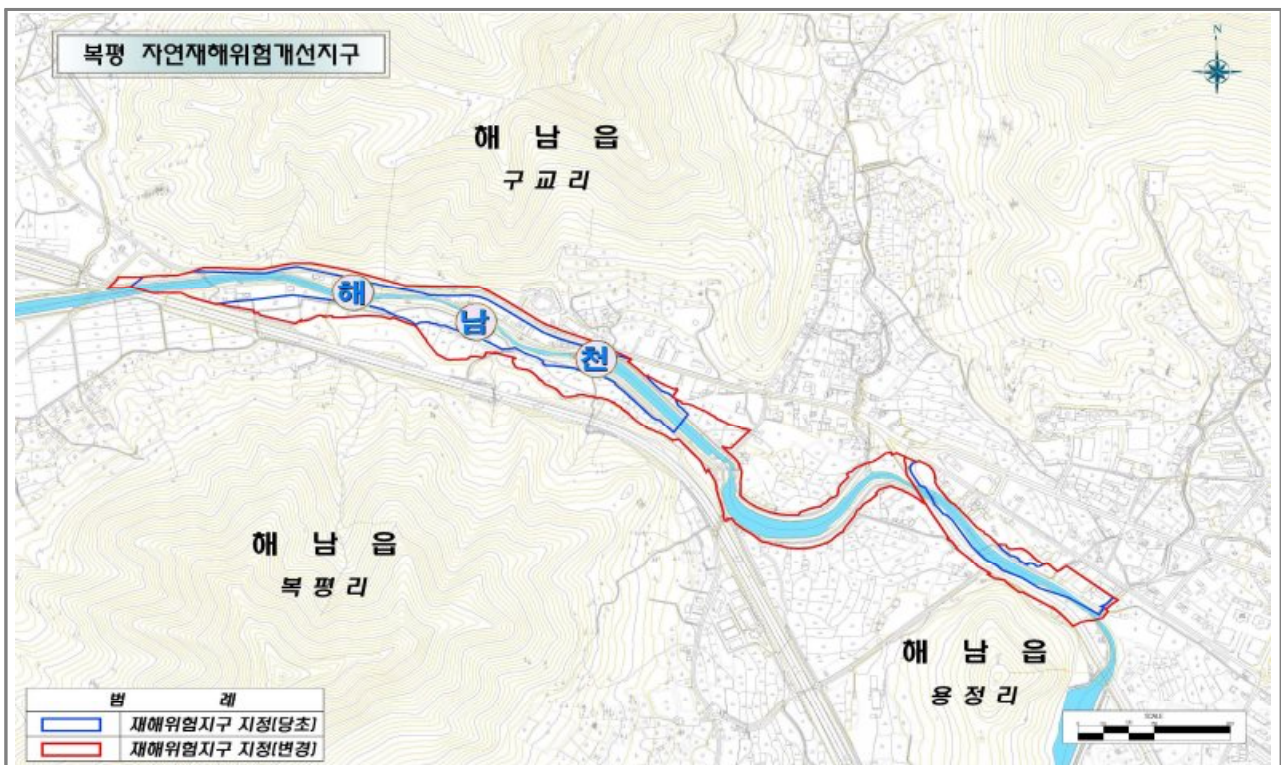 복평 자연재해위험개선지구
N
해 남 읍
구 교 리
해 남 천
해 남 읍
복 평 리
해 남 읍
용 정 리
범 례
재해위험지구 지정(당초)
재해위험지구 지정(변경)
SCALE